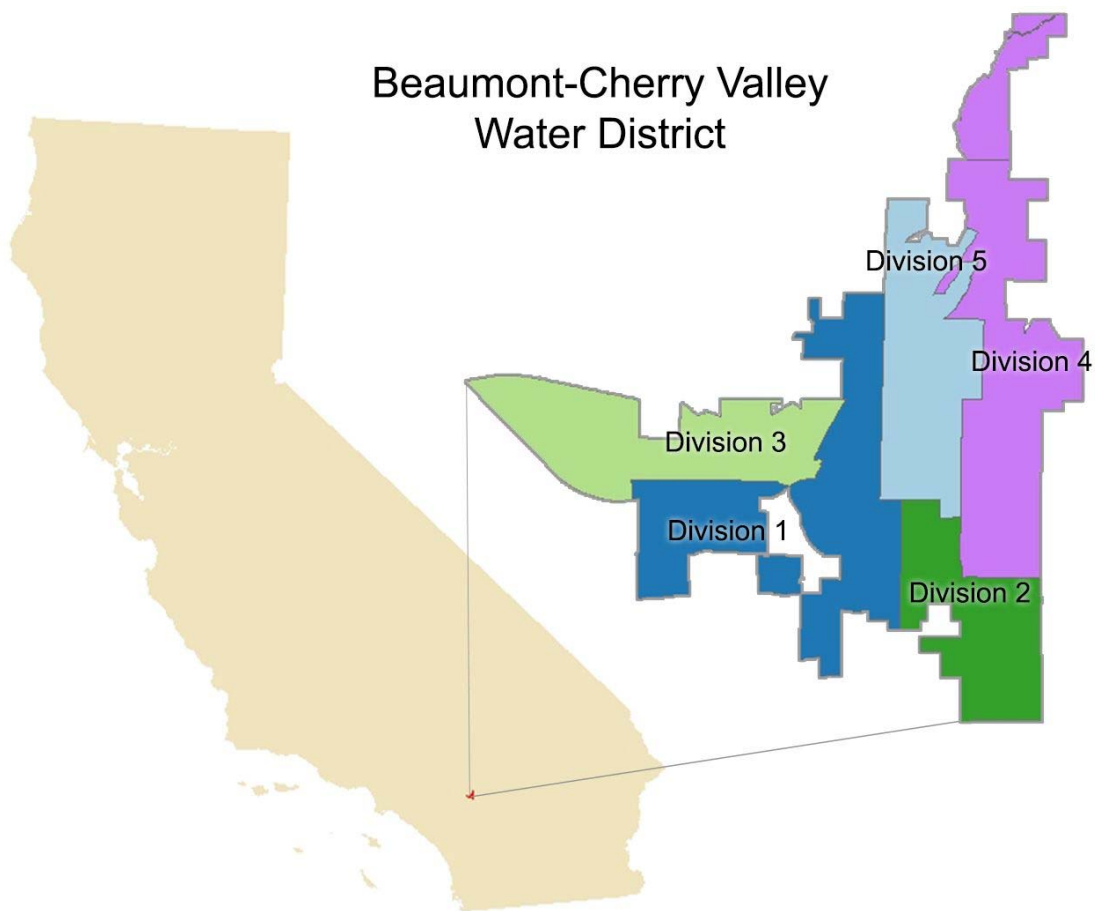 Beaumont-Cherry Valley
Water District
Division 5
Division 4
Division 3
Division 1
Division 2